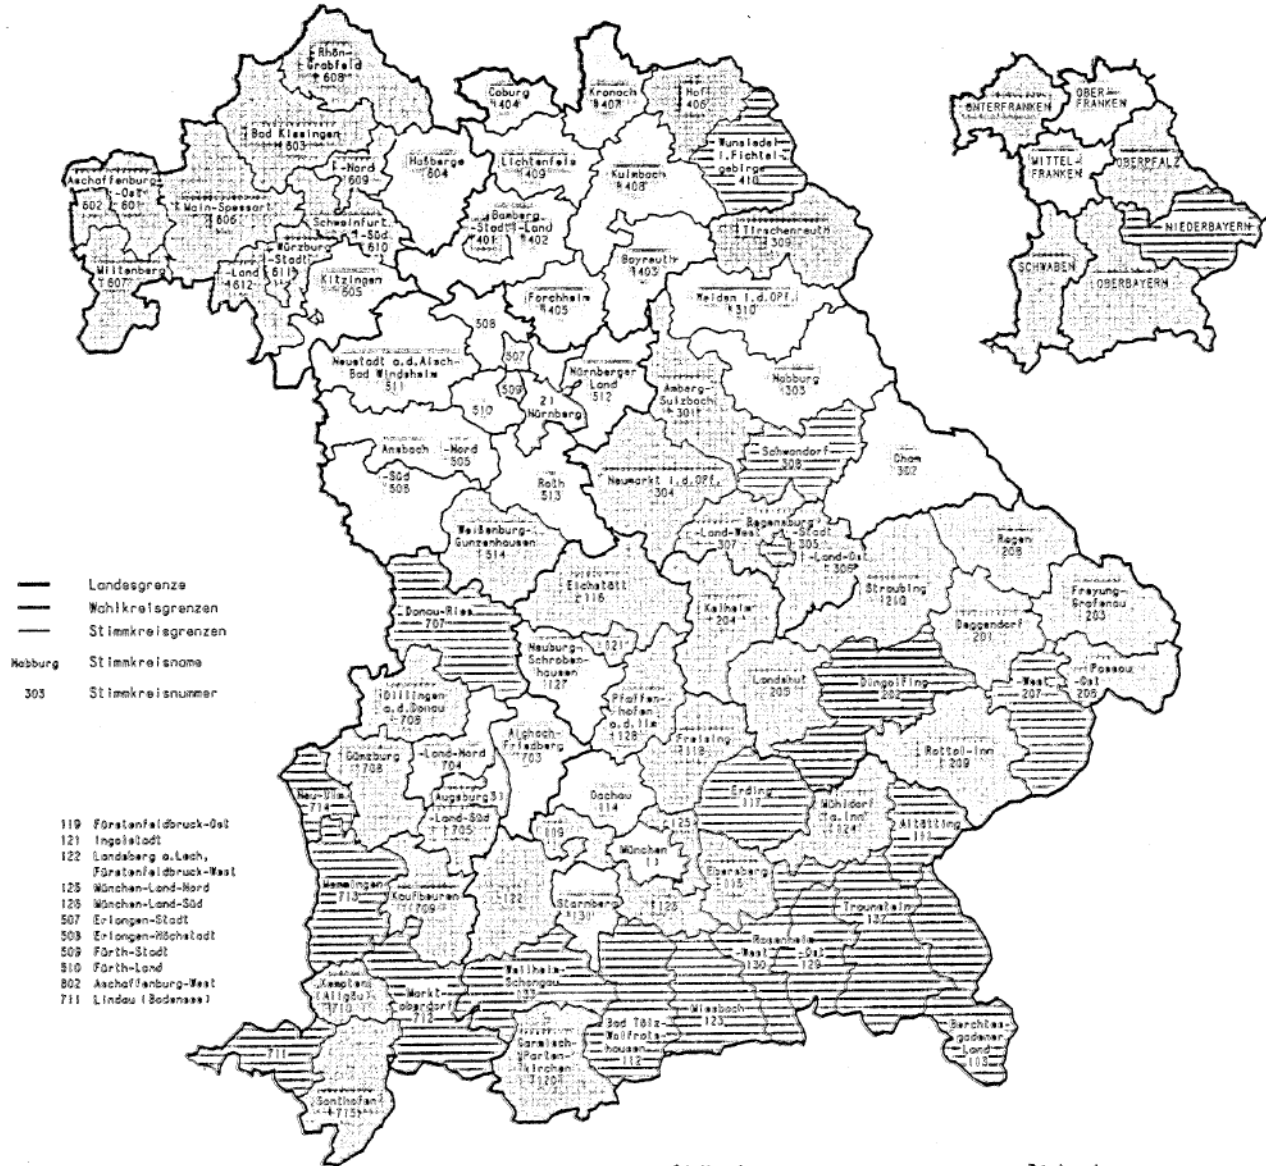 Rhön-
Grabfeld
608
Coburg
404
Kronach
407
Hof
406
Bad Kissingen
603
-Nord
609
Haßberge
604
Lichtenfels
409
Kulmbach
408
Wunsiedel
i.Fichtel-
gebirge
410
Aschaffenburg
-Ost
602
601
Main-Spessart
606
Schweinfurt
-Süd
610
Bamberg
-Stadt
-Land
401
402
Tirschenreuth
309
Würzburg
-Stadt
611
-Land
612
Miltenberg
607
Kitzingen
605
Bayreuth
403
Forchheim
405
Weiden i.d.OPf.
310
508
507
Neustadt a.d.Aisch-
Bad Windsheim
511
509
510
21
Nürnberg
Nürnberger
Land
512
Amberg-
Sulzbach
301
Nabburg
303
Ansbach
-Nord
505
-Süd
506
Roth
513
Neumarkt i.d.OPf.
304
Schwandorf
308
Cham
302
Weißenburg-
Gunzenhausen
514
Regensburg
-Land-West
307
-Stadt
305
-Land-Ost
306
Regen
208
Eichstätt
116
Kelheim
204
Straubing
210
Deggendorf
201
Freyung-
Grafenau
203
Donau-Ries
707
Neuburg-
Schroben-
hausen
127
121
Landshut
205
Dingolfing
202
-West
207
Passau
-Ost
206
Dillingen
a.d.Donau
706
Pfaffen-
hofen
a.d.Ilm
128
Freising
118
Rottal-Inn
209
Günzburg
708
-Land-Nord
704
Aichach-
Friedberg
703
Neu-Ulm
714
Augsburg
31
-Land-Süd
705
Dachau
114
Erding
117
Mühldorf
a.Inn
124
Altötting
111
119
125
München
11
Ebersberg
115
Memmingen
713
Kaufbeuren
709
122
Starnberg
131
126
Traunstein
132
Weilheim-
Schongau
133
Rosenheim
-West
130
-Ost
129
Kempten
(Allgäu)
710
Markt
oberdorf
712
Miesbach
123
Bad Tölz-
Wolfrats-
hausen
112
Garmisch-
Parten-
kirchen
120
Berchtes-
gadener
Land
113
711
Sonthofen
715
UNTERFRANKEN
OBER-
FRANKEN
MITTEL-
FRANKEN
OBERPFALZ
NIEDERBAYERN
SCHWABEN
OBERBAYERN
Landesgrenze
Wahlkreisgrenzen
Stimmkreisgrenzen
Nabburg Stimmkreisname
303 Stimmkreisnummer
119 Fürstenfeldbruck-Ost
121 Ingolstadt
122 Landsberg a.Lech,
Fürstenfeldbruck-West
125 München-Land-Nord
126 München-Land-Süd
507 Erlangen-Stadt
508 Erlangen-Höchstadt
509 Fürth-Stadt
510 Fürth-Land
602 Aschaffenburg-West
711 Lindau (Bodensee)